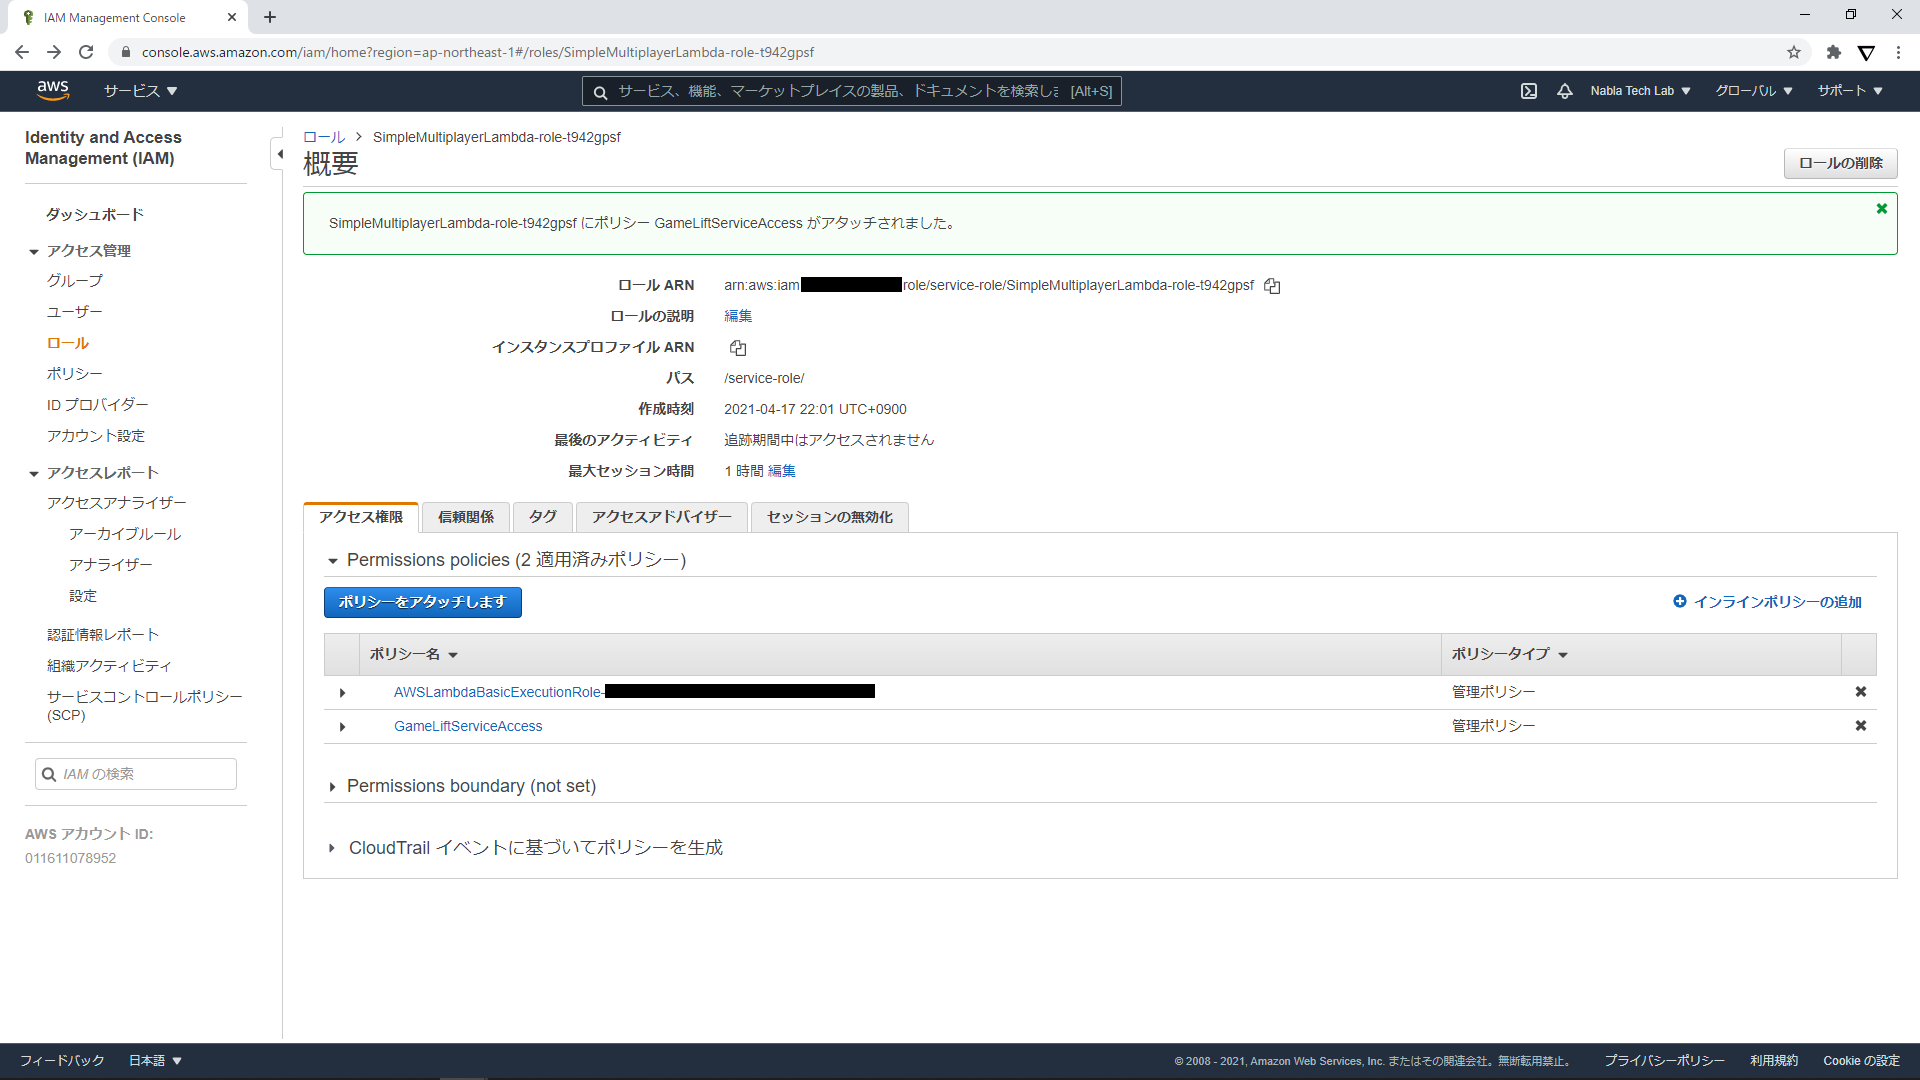 IAM Management Console
console.aws.amazon.com/iam/home?region=ap-northeast-1#/roles/SimpleMultiplayerLambda-role-t942gpsf
aws サービス サービス、機能、マーケットプレイスの製品、ドキュメントを検索しま [Alt+S] Nabla Tech Lab グローバル サポート
Identity and Access
Management (IAM)
ダッシュボード
アクセス管理
グループ
ユーザー
ロール
ポリシー
ID プロバイダー
アカウント設定
アクセスレポート
アクセスアナライザー
アーカイブルール
アナライザー
設定
認証情報レポート
組織アクティビティ
サービスコントロールポリシー
(SCP)
IAM の検索
AWS アカウント ID:
011611078952
ロール SimpleMultiplayerLambda-role-t942gpsf
概要
ロールの削除
SimpleMultiplayerLambda-role-t942gpsf にポリシー GameLiftServiceAccess がアタッチされました。
ロール ARN arn:aws:iam role/service-role/SimpleMultiplayerLambda-role-t942gpsf
ロールの説明 編集
インスタンスプロファイル ARN
パス /service-role/
作成時刻 2021-04-17 22:01 UTC+0900
最後のアクティビティ 追跡期間中はアクセスされません
最大セッション時間 1 時間 編集
アクセス権限 信頼関係 タグ アクセスアドバイザー セッションの無効化
Permissions policies (2 適用済みポリシー)
ポリシーをアタッチします インラインポリシーの追加
ポリシー名 ポリシータイプ
AWSLambdaBasicExecutionRole- 管理ポリシー
GameLiftServiceAccess 管理ポリシー
Permissions boundary (not set)
CloudTrail イベントに基づいてポリシーを生成
フィードバック 日本語 © 2008 - 2021, Amazon Web Services, Inc. またはその関連会社。無断転用禁止。 プライバシーポリシー 利用規約 Cookie の設定